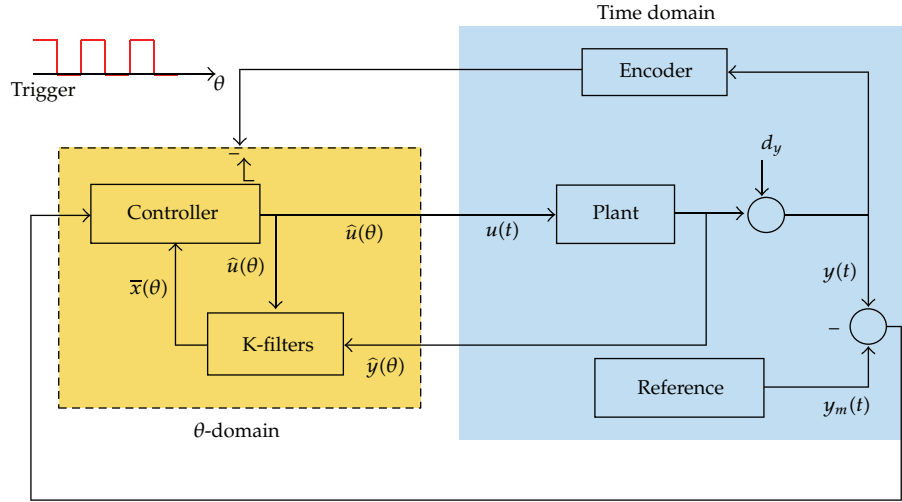 Time domain
Trigger
θ
Encoder
d_y
Controller
Plant
û(θ)
u(t)
û(θ)
x̅(θ)
y(t)
K-filters
ŷ(θ)
Reference
y_m(t)
θ-domain
−
−